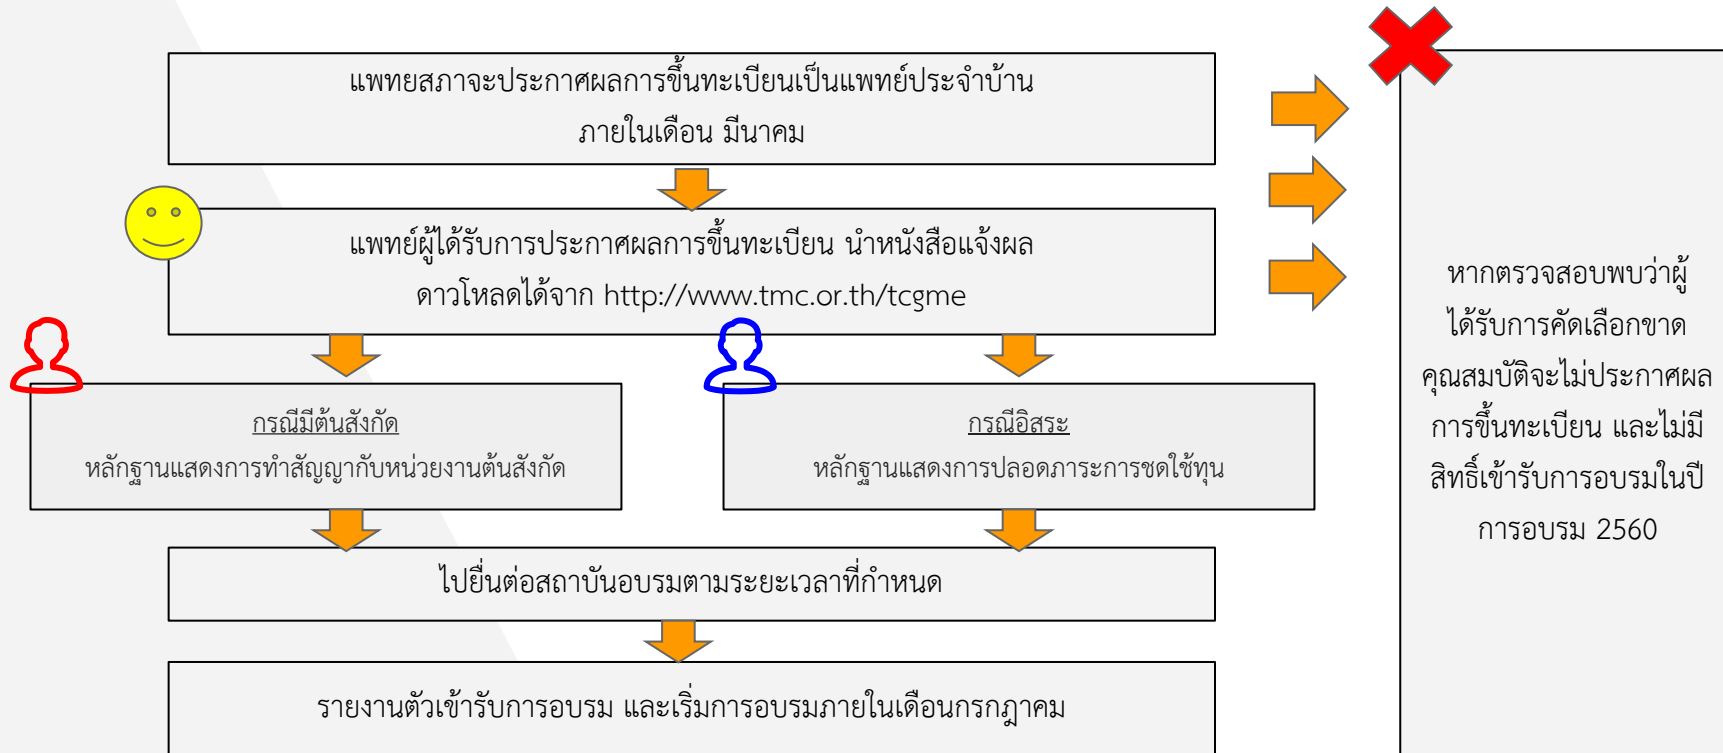 แพทยสภาจะประกาศผลการขึ้นทะเบียนเป็นแพทย์ประจำบ้าน
ภายในเดือน มีนาคม
แพทย์ผู้ได้รับการประกาศผลการขึ้นทะเบียน นำหนังสือแจ้งผล
ดาวโหลดได้จาก http://www.tmc.or.th/tcgme
กรณีมีต้นสังกัด
หลักฐานแสดงการทำสัญญากับหน่วยงานต้นสังกัด
กรณีอิสระ
หลักฐานแสดงการปลอดภาระการชดใช้ทุน
ไปยื่นต่อสถาบันอบรมตามระยะเวลาที่กำหนด
รายงานตัวเข้ารับการอบรม และเริ่มการอบรมภายในเดือนกรกฎาคม
หากตรวจสอบพบว่าผู้
ได้รับการคัดเลือกขาด
คุณสมบัติจะไม่ประกาศผล
การขึ้นทะเบียน และไม่มี
สิทธิ์เข้ารับการอบรมในปี
การอบรม 2560